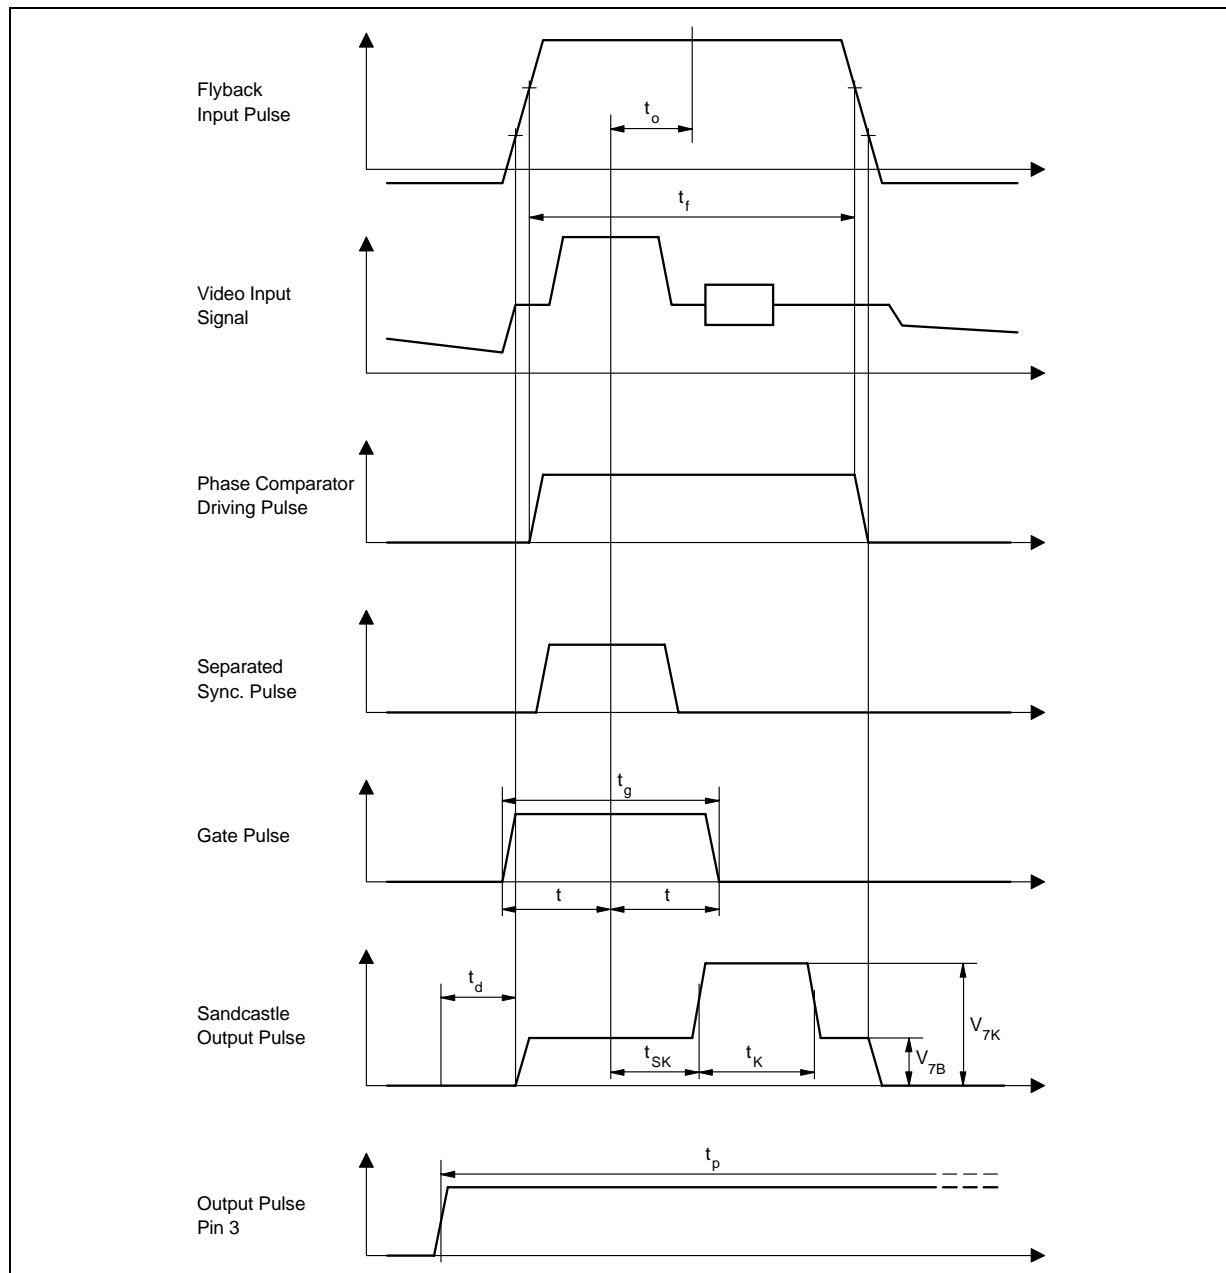 Flyback
Input Pulse
t_o
t_f
Video Input
Signal
Phase Comparator
Driving Pulse
Separated
Sync. Pulse
t_g
Gate Pulse
t t
t_d
Sandcastle
Output Pulse
t_SK t_K V_7B V_7K
t_p
Output Pulse
Pin 3